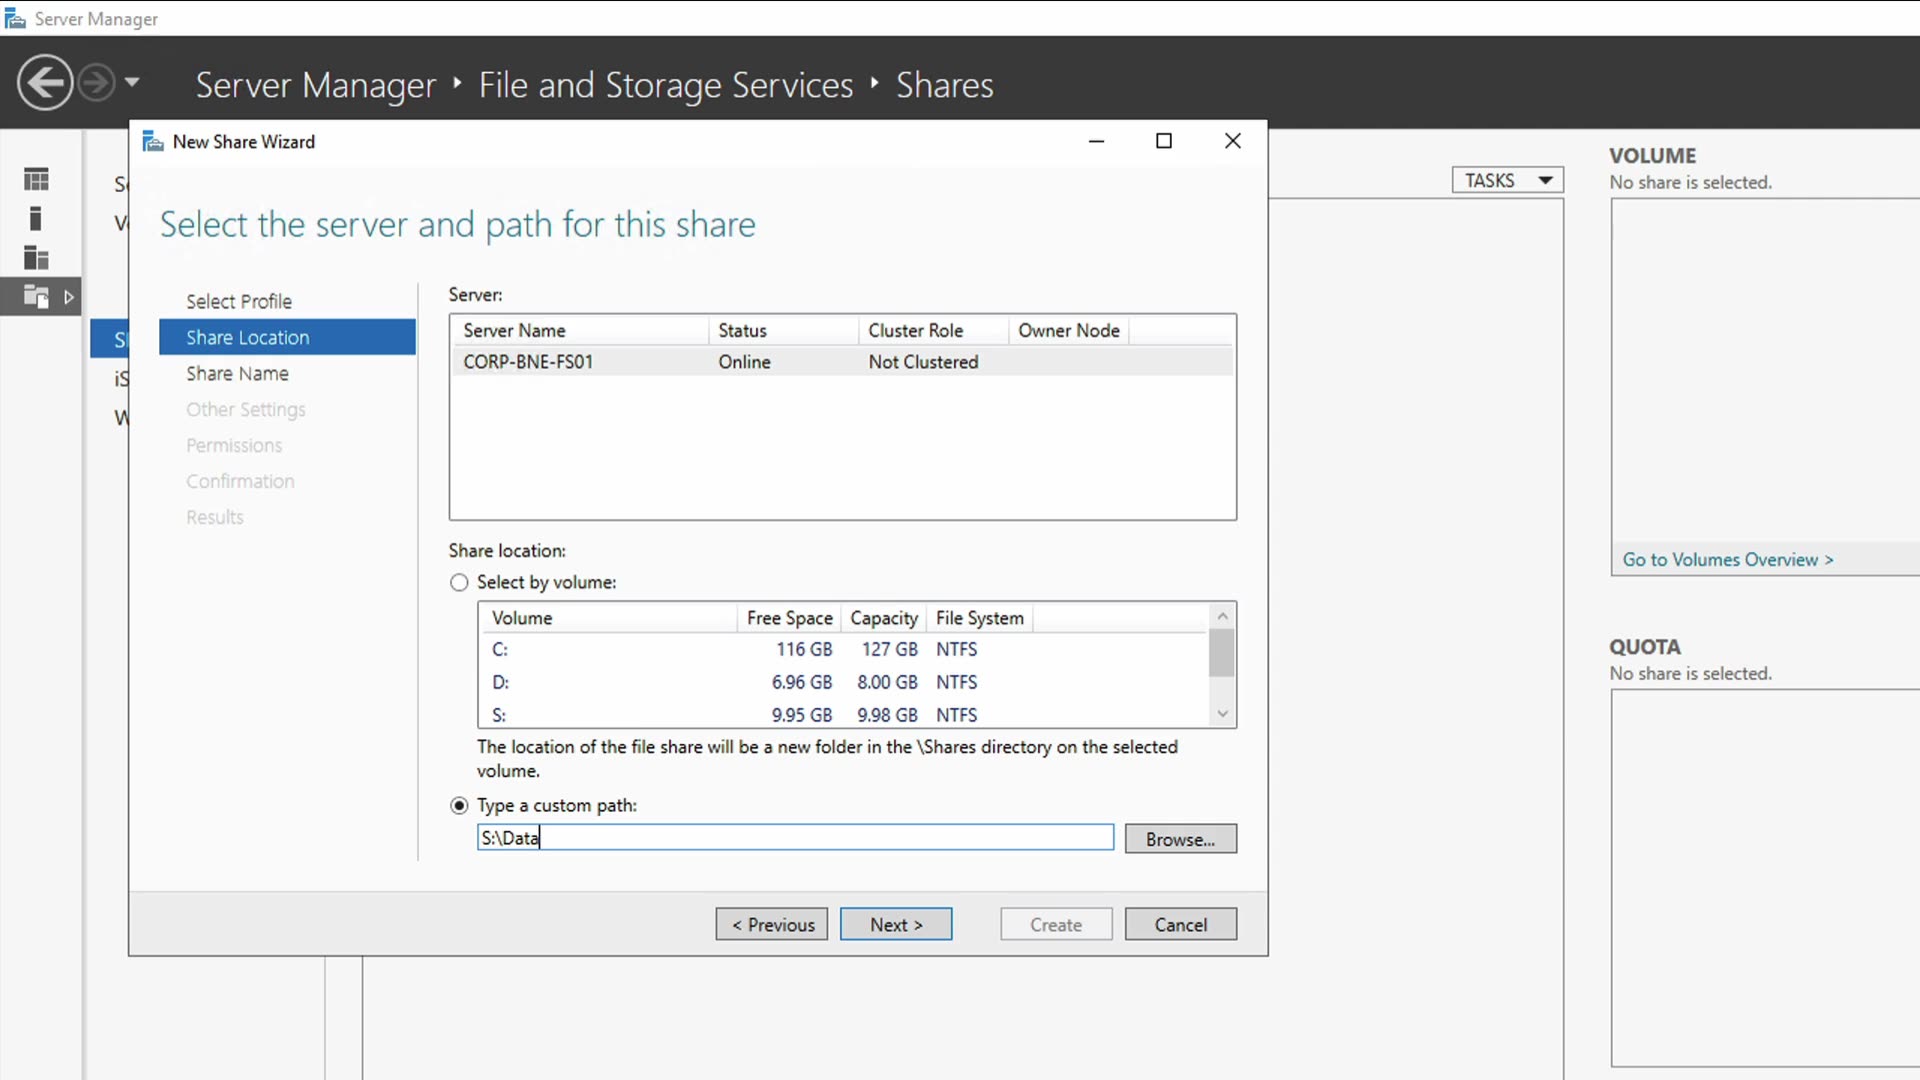 Server Manager
Server Manager ‣ File and Storage Services ‣ Shares
New Share Wizard
Select the server and path for this share
Select Profile
Share Location
Share Name
Other Settings
Permissions
Confirmation
Results
Server:
Server Name Status Cluster Role Owner Node
CORP-BNE-FS01 Online Not Clustered
Share location:
Select by volume:
Volume Free Space Capacity File System
C: 116 GB 127 GB NTFS
D: 6.96 GB 8.00 GB NTFS
S: 9.95 GB 9.98 GB NTFS
The location of the file share will be a new folder in the \Shares directory on the selected
volume.
Type a custom path:
S:\Data
Browse...
< Previous
Next >
Create
Cancel
TASKS
VOLUME
No share is selected.
Go to Volumes Overview >
QUOTA
No share is selected.